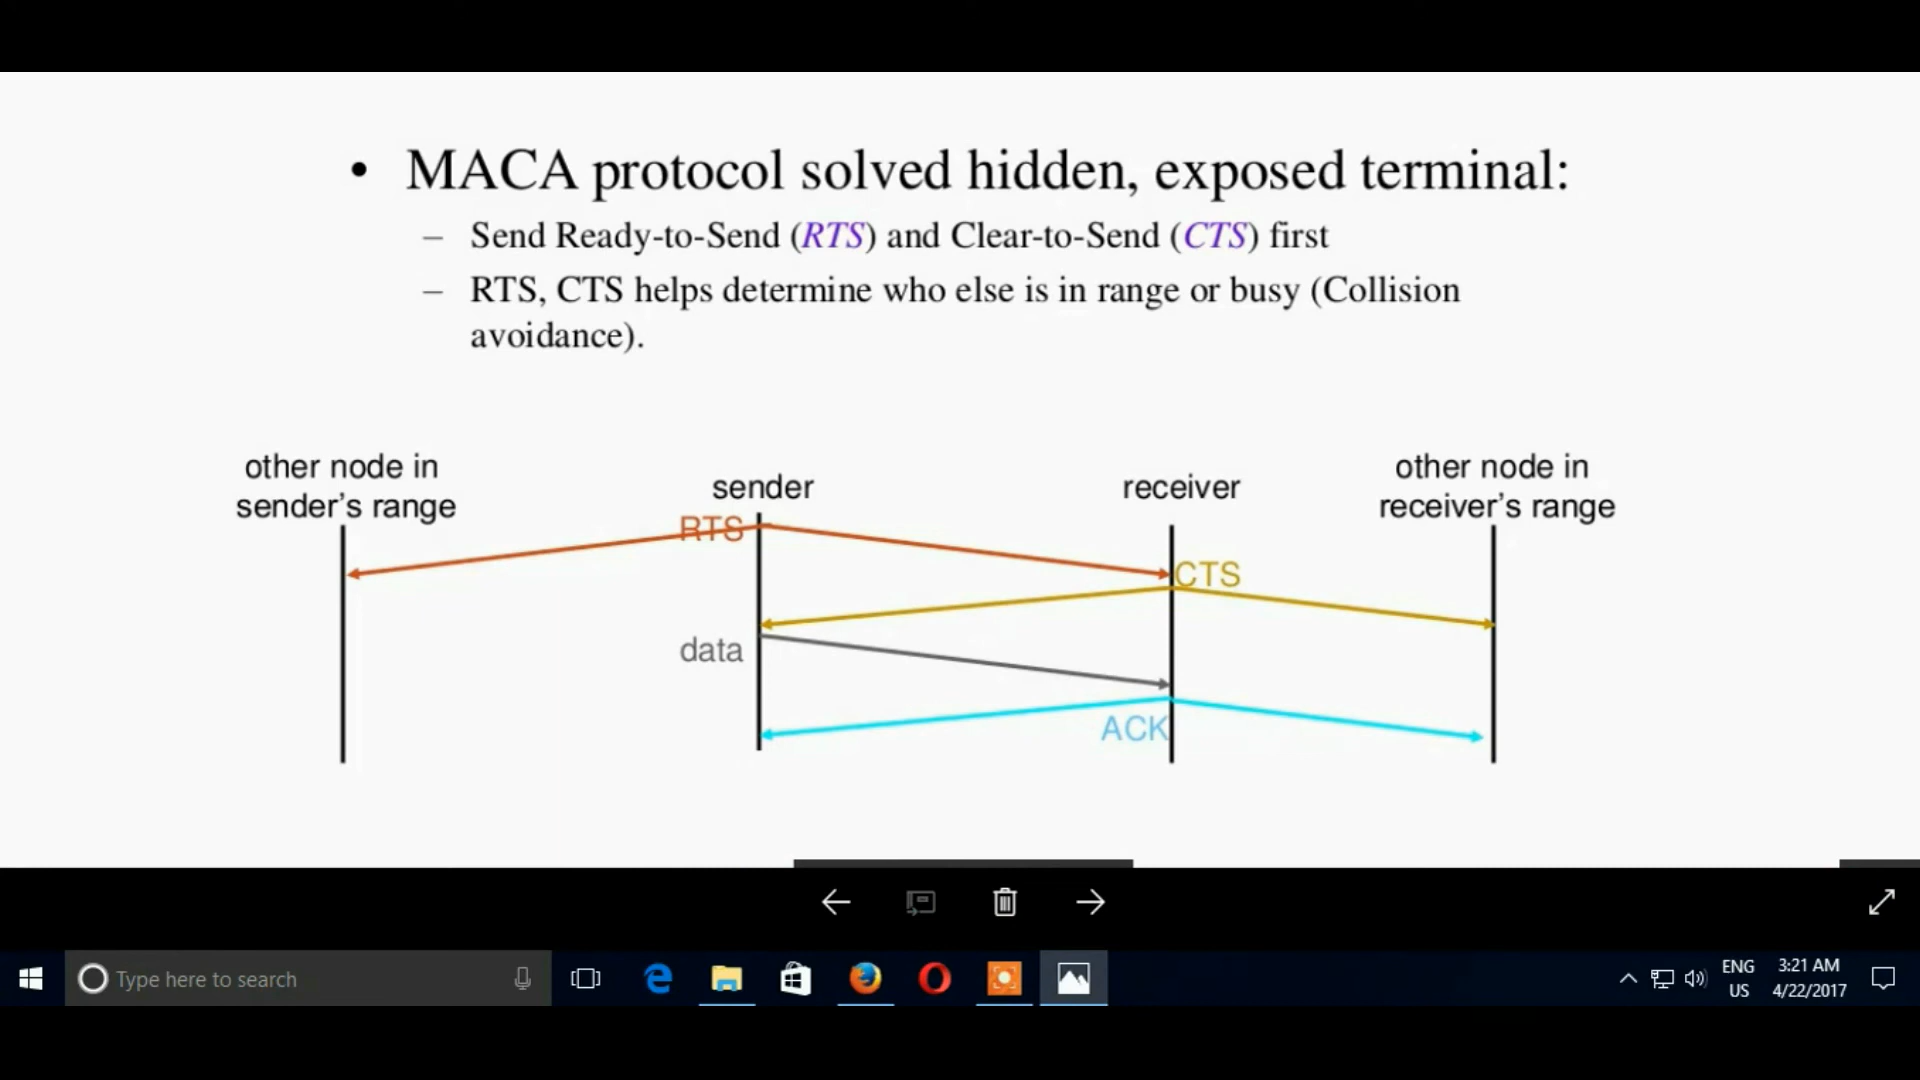 • MACA protocol solved hidden, exposed terminal:
– Send Ready-to-Send (RTS) and Clear-to-Send (CTS) first
– RTS, CTS helps determine who else is in range or busy (Collision
avoidance).
other node in
sender's range
sender
receiver
other node in
receiver's range
RTS
CTS
data
ACK
Type here to search
ENG
US
3:21 AM
4/22/2017